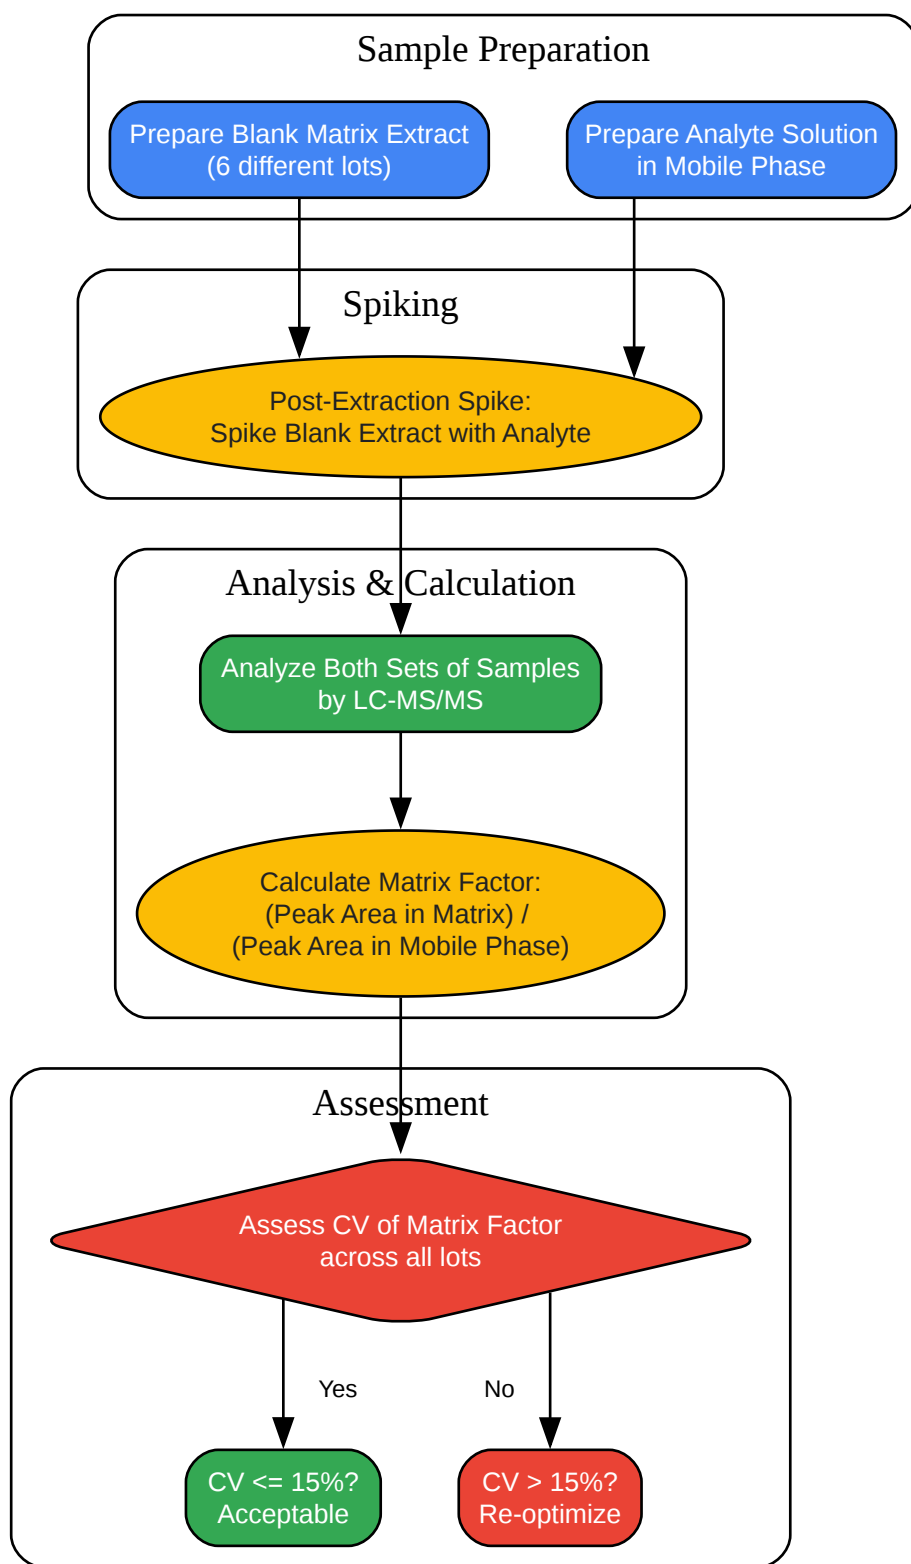 Sample Preparation
Prepare Blank Matrix Extract
(6 different lots)
Prepare Analyte Solution
in Mobile Phase
Spiking
Post-Extraction Spike:
Spike Blank Extract with Analyte
Analysis & Calculation
Analyze Both Sets of Samples
by LC-MS/MS
Calculate Matrix Factor:
(Peak Area in Matrix) /
(Peak Area in Mobile Phase)
Assessment
Assess CV of Matrix Factor
across all lots
Yes
No
CV <= 15%?
Acceptable
CV > 15%?
Re-optimize